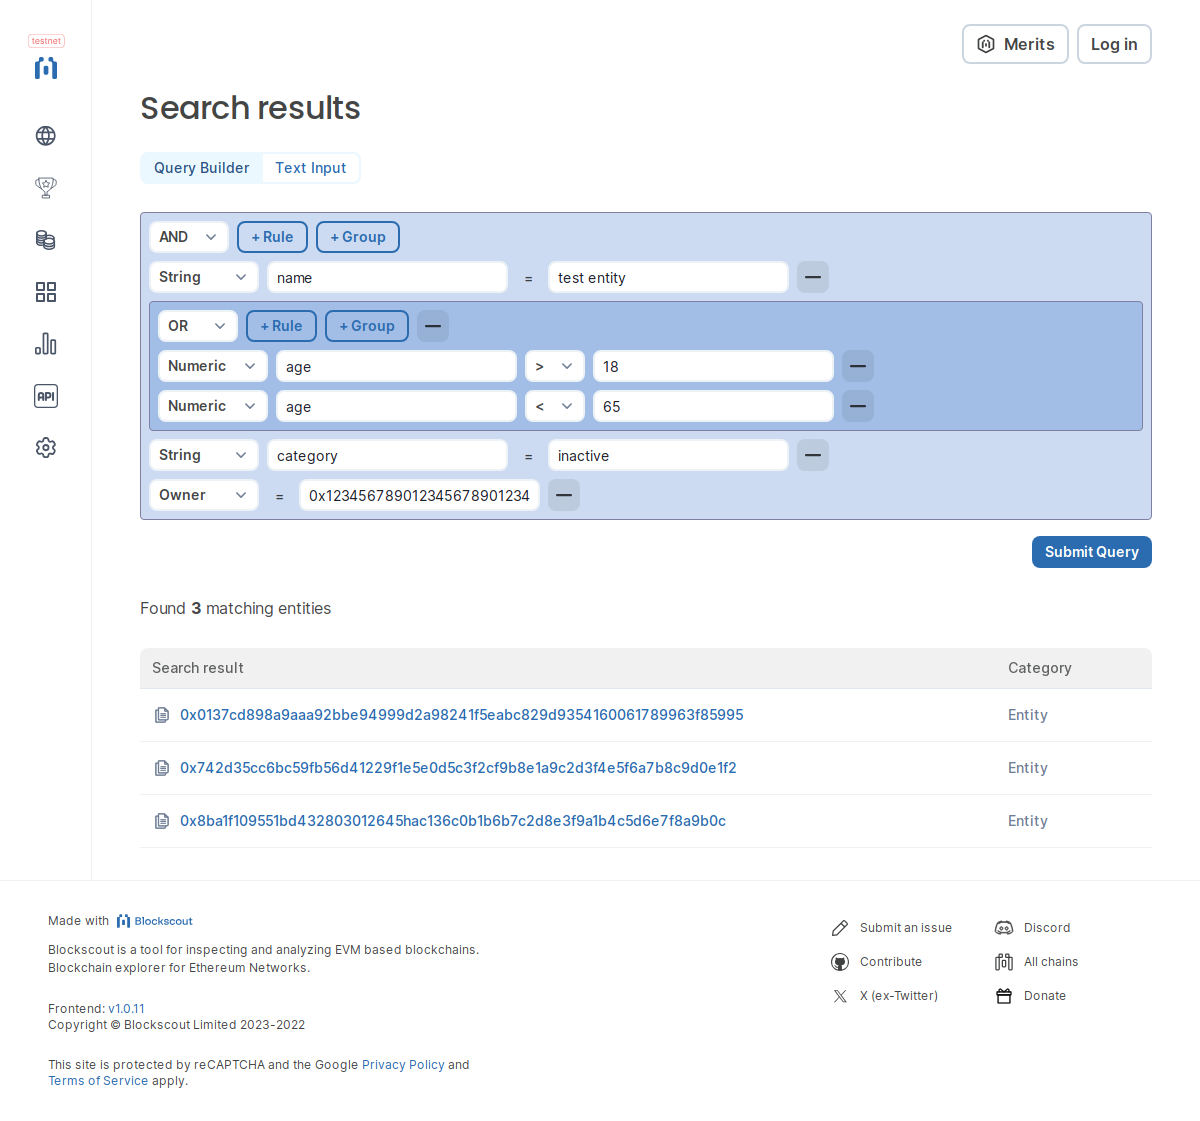 testnet
Merits
Log in
Search results
Query Builder
Text Input
AND
+ Rule
+ Group
String
name
=
test entity
OR
+ Rule
+ Group
Numeric
age
>
18
Numeric
age
<
65
String
category
=
inactive
Owner
=
0x123456789012345678901234
API
Submit Query
Found 3 matching entities
Search result
Category
0x0137cd898a9aaa92bbe94999d2a98241f5eabc829d9354160061789963f85995
Entity
0x742d35cc6bc59fb56d41229f1e5e0d5c3f2cf9b8e1a9c2d3f4e5f6a7b8c9d0e1f2
Entity
0x8ba1f109551bd432803012645hac136c0b1b6b7c2d8e3f9a1b4c5d6e7f8a9b0c
Entity
Made with
Blockscout
Blockscout is a tool for inspecting and analyzing EVM based blockchains.
Blockchain explorer for Ethereum Networks.
Frontend: v1.0.11
Copyright © Blockscout Limited 2023-2022
This site is protected by reCAPTCHA and the Google Privacy Policy and
Terms of Service apply.
Submit an issue
Discord
Contribute
All chains
X (ex-Twitter)
Donate